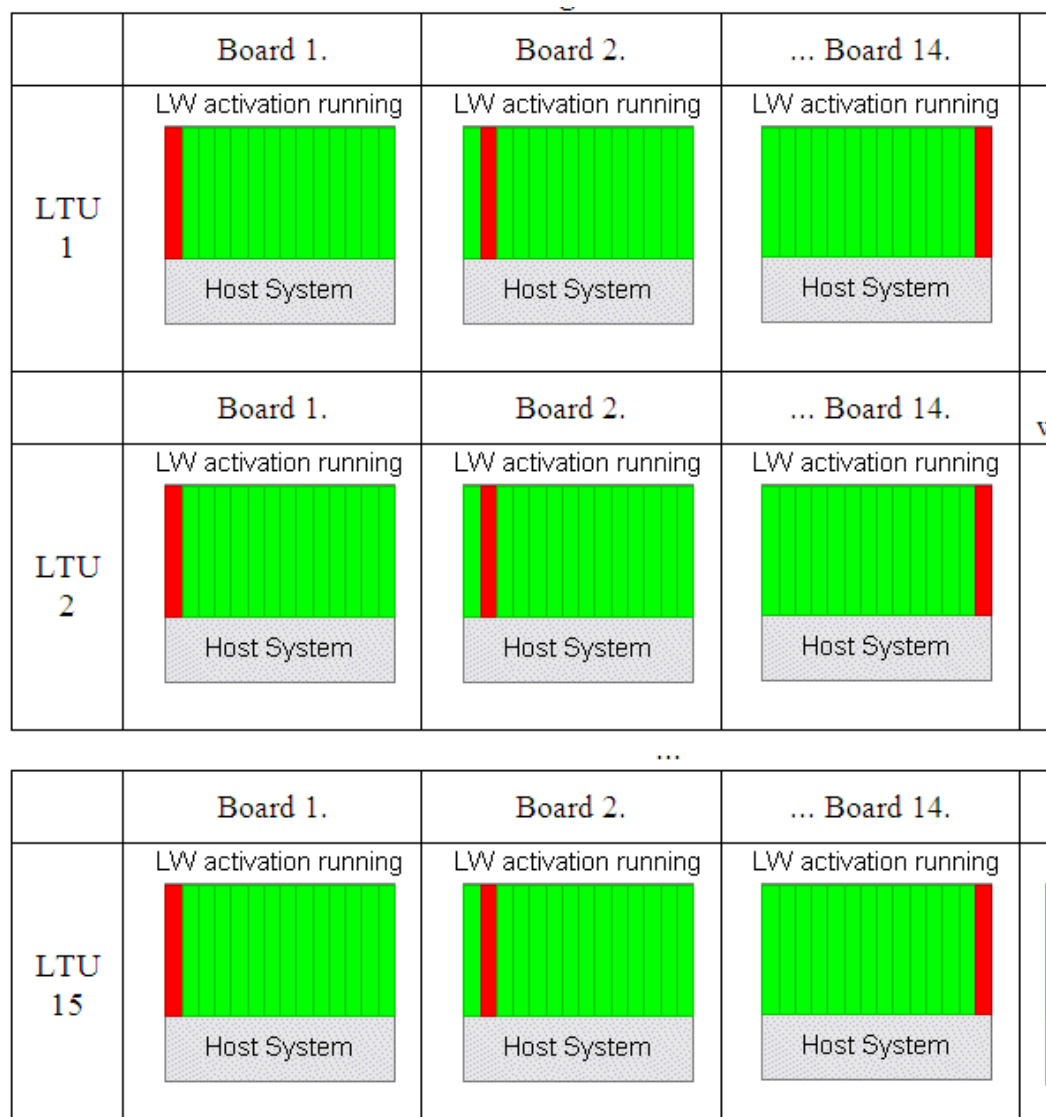 Board 1. Board 2. ... Board 14.
LW activation running LW activation running LW activation running
LTU
1
Host System Host System Host System
Board 1. Board 2. ... Board 14.
LW activation running LW activation running LW activation running
LTU
2
Host System Host System Host System
...
Board 1. Board 2. ... Board 14.
LW activation running LW activation running LW activation running
LTU
15
Host System Host System Host System